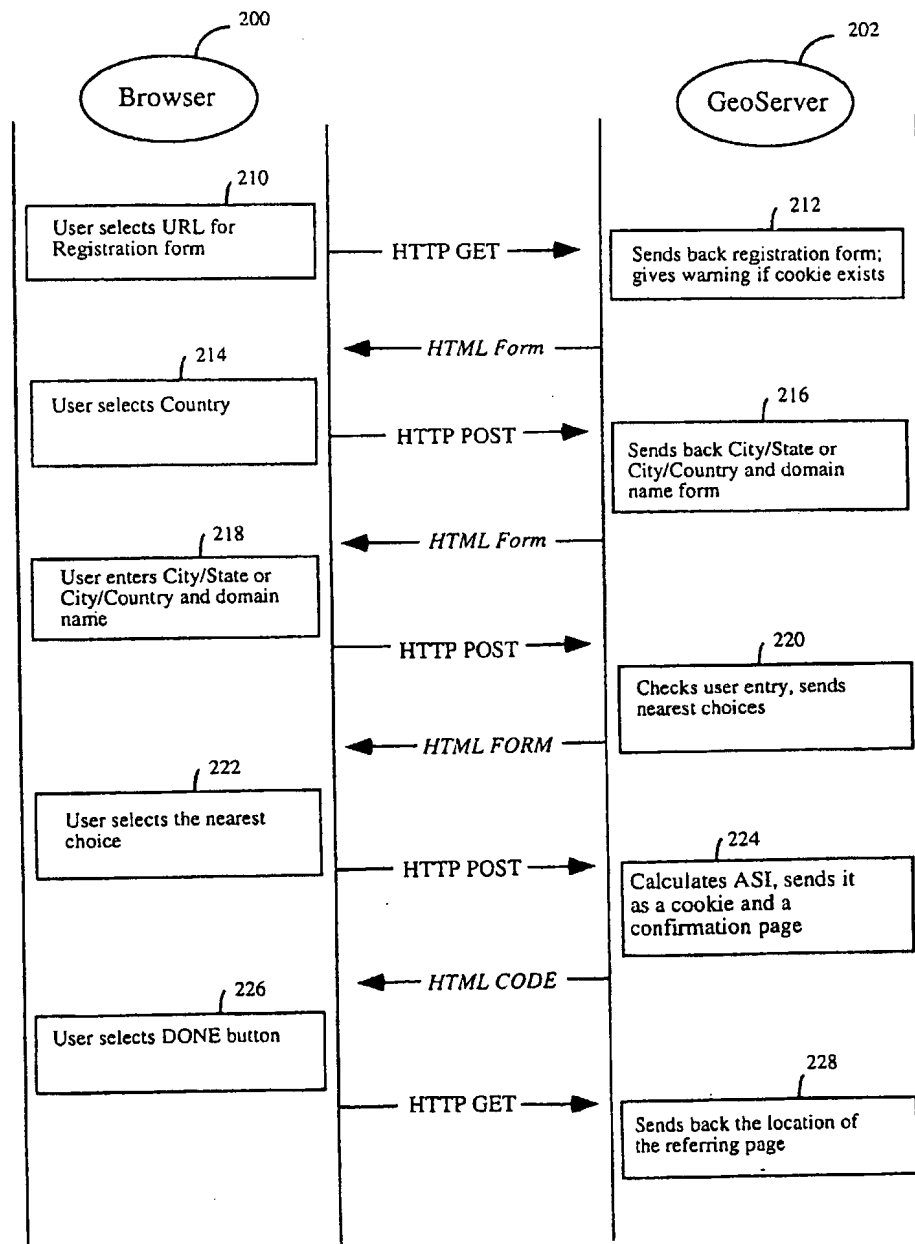 200
Browser
202
GeoServer
210
User selects URL for
Registration form
HTTP GET
212
Sends back registration form;
gives warning if cookie exists
HTML Form
214
User selects Country
HTTP POST
216
Sends back City/State or
City/Country and domain
name form
HTML Form
218
User enters City/State or
City/Country and domain
name
HTTP POST
220
Checks user entry, sends
nearest choices
HTML FORM
222
User selects the nearest
choice
HTTP POST
224
Calculates ASI, sends it
as a cookie and a
confirmation page
HTML CODE
226
User selects DONE button
HTTP GET
228
Sends back the location of
the referring page